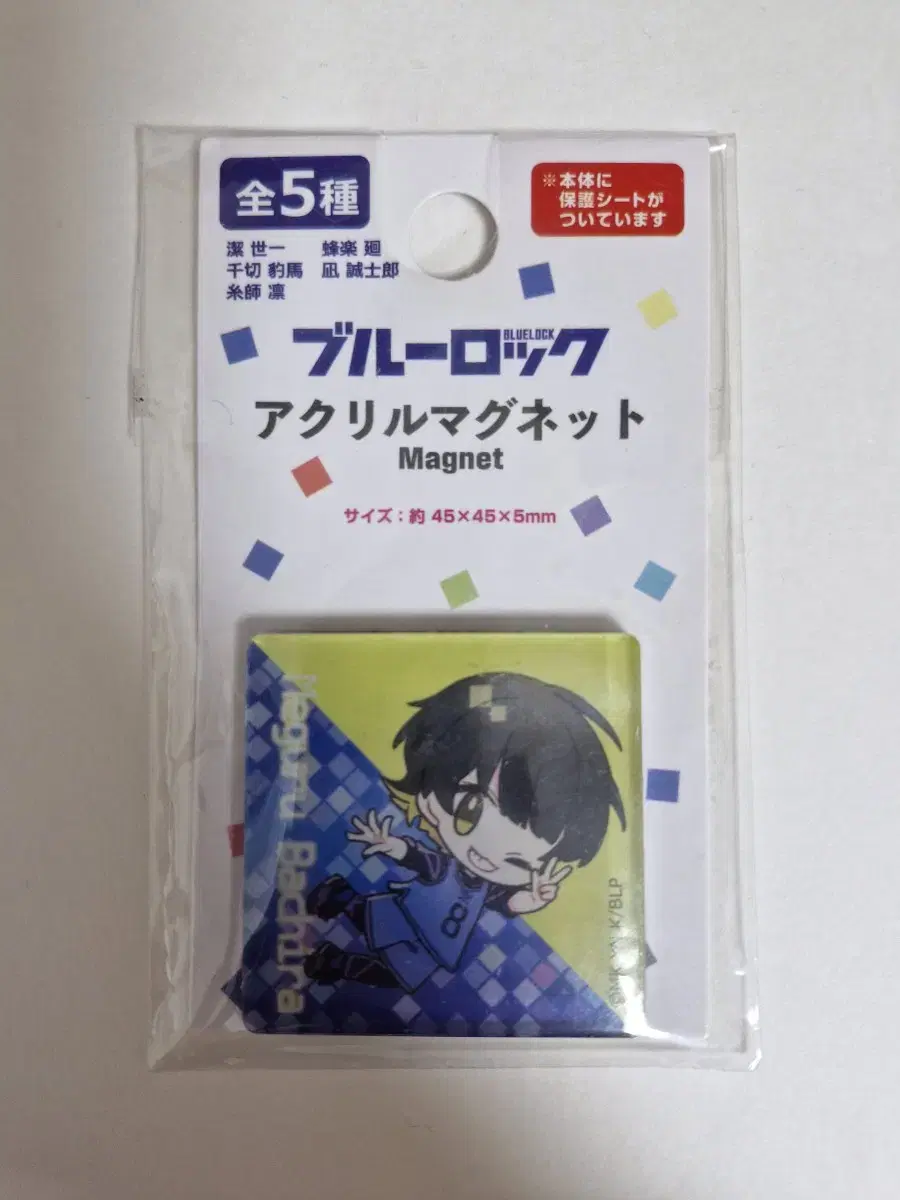 全5種
潔 世一 蜂楽 廻
千切 豹馬 凪 誠士郎
糸師 凛
※本体に
保護シートが
ついています
BLUELOCK
ブルーロック
アクリルマグネット
Magnet
サイズ：約 45×45×5mm
Meguru Bachira
K/BLP